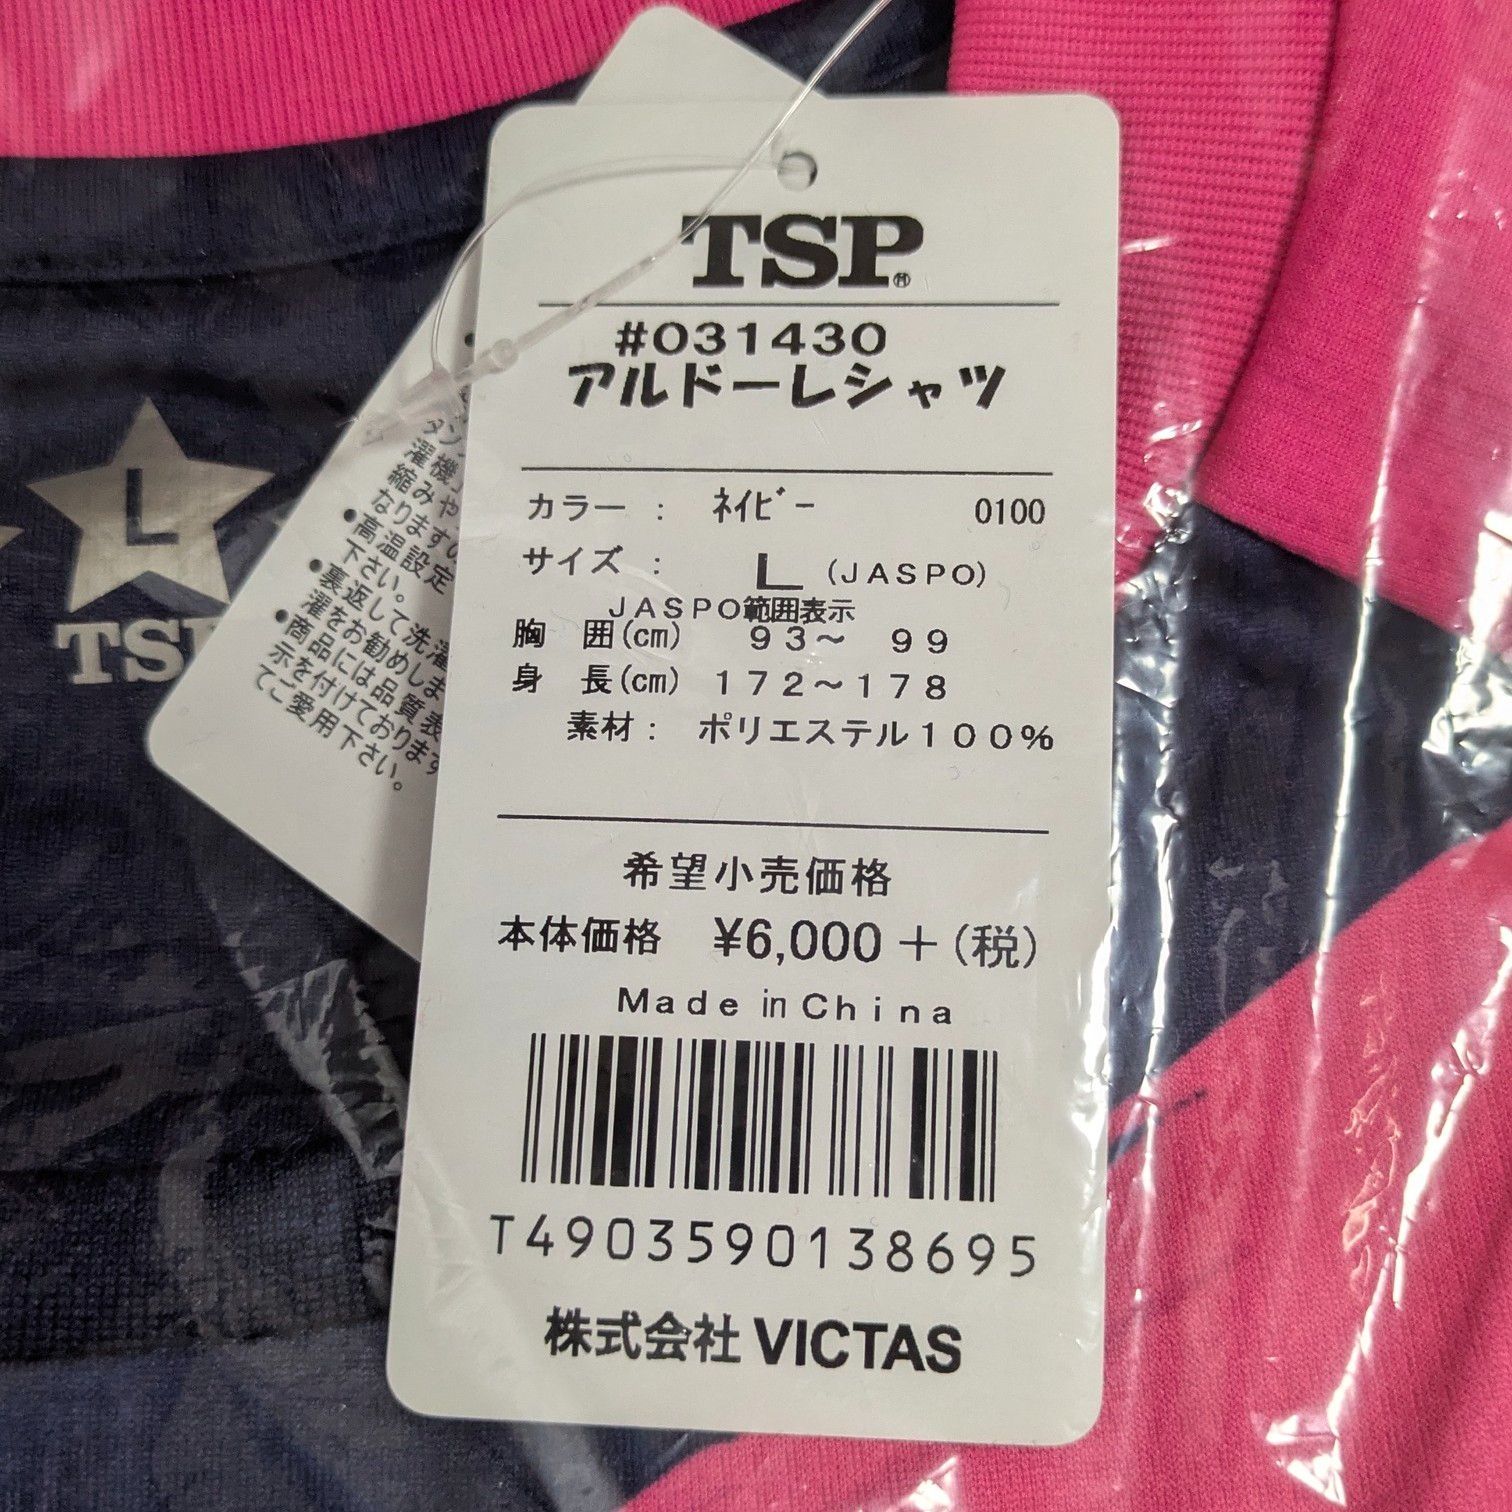 TSP
#031430
アルドーレシャツ
カラー : ﾈｲﾋﾞｰ 0100
サイズ : L (JASPO)
JASPO範囲表示
胸 囲(cm) 93～ 99
身 長(cm) 172～178
素材: ポリエステル100%
希望小売価格
本体価格 ¥6,000+(税)
Made in China
T4903590138695
株式会社 VICTAS
濯機
縮みや
なりますの
•高温設定
下さい。
•裏返して洗濯
濯をお勧めしま
•商品には品質表
示を付けております
てご愛用下さい。
L
TSP